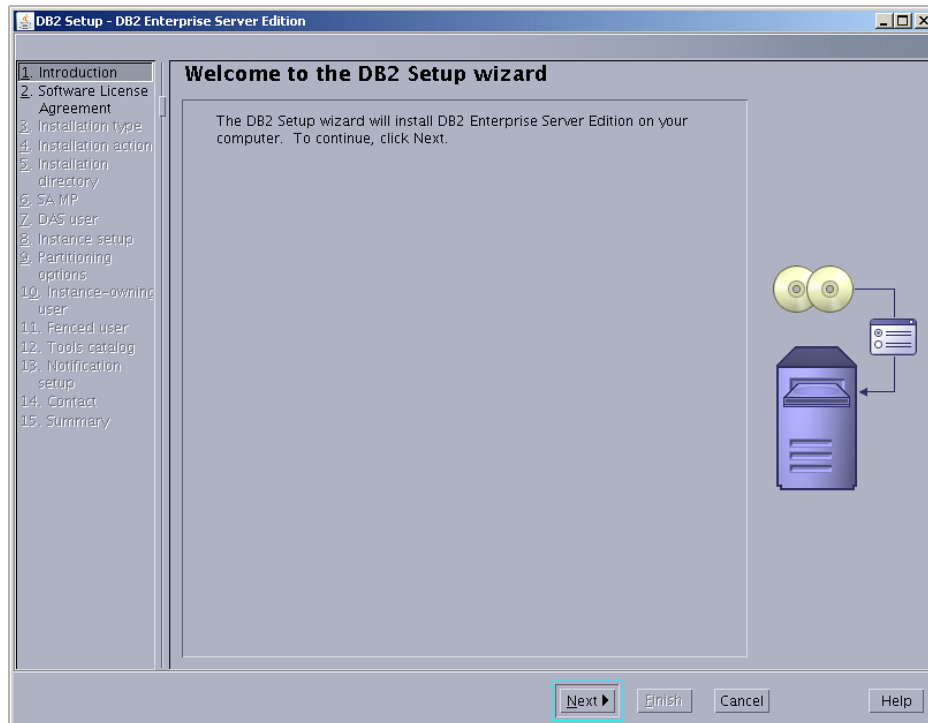 DB2 Setup - DB2 Enterprise Server Edition
1. Introduction
2. Software License
Agreement
3. Installation type
4. Installation action
5. Installation
directory
6. SA MP
7. DAS user
8. Instance setup
9. Partitioning
options
10. Instance-owning
user
11. Fenced user
12. Tools catalog
13. Notification
setup
14. Contact
15. Summary
Welcome to the DB2 Setup wizard
The DB2 Setup wizard will install DB2 Enterprise Server Edition on your
computer. To continue, click Next.
Next
Finish
Cancel
Help